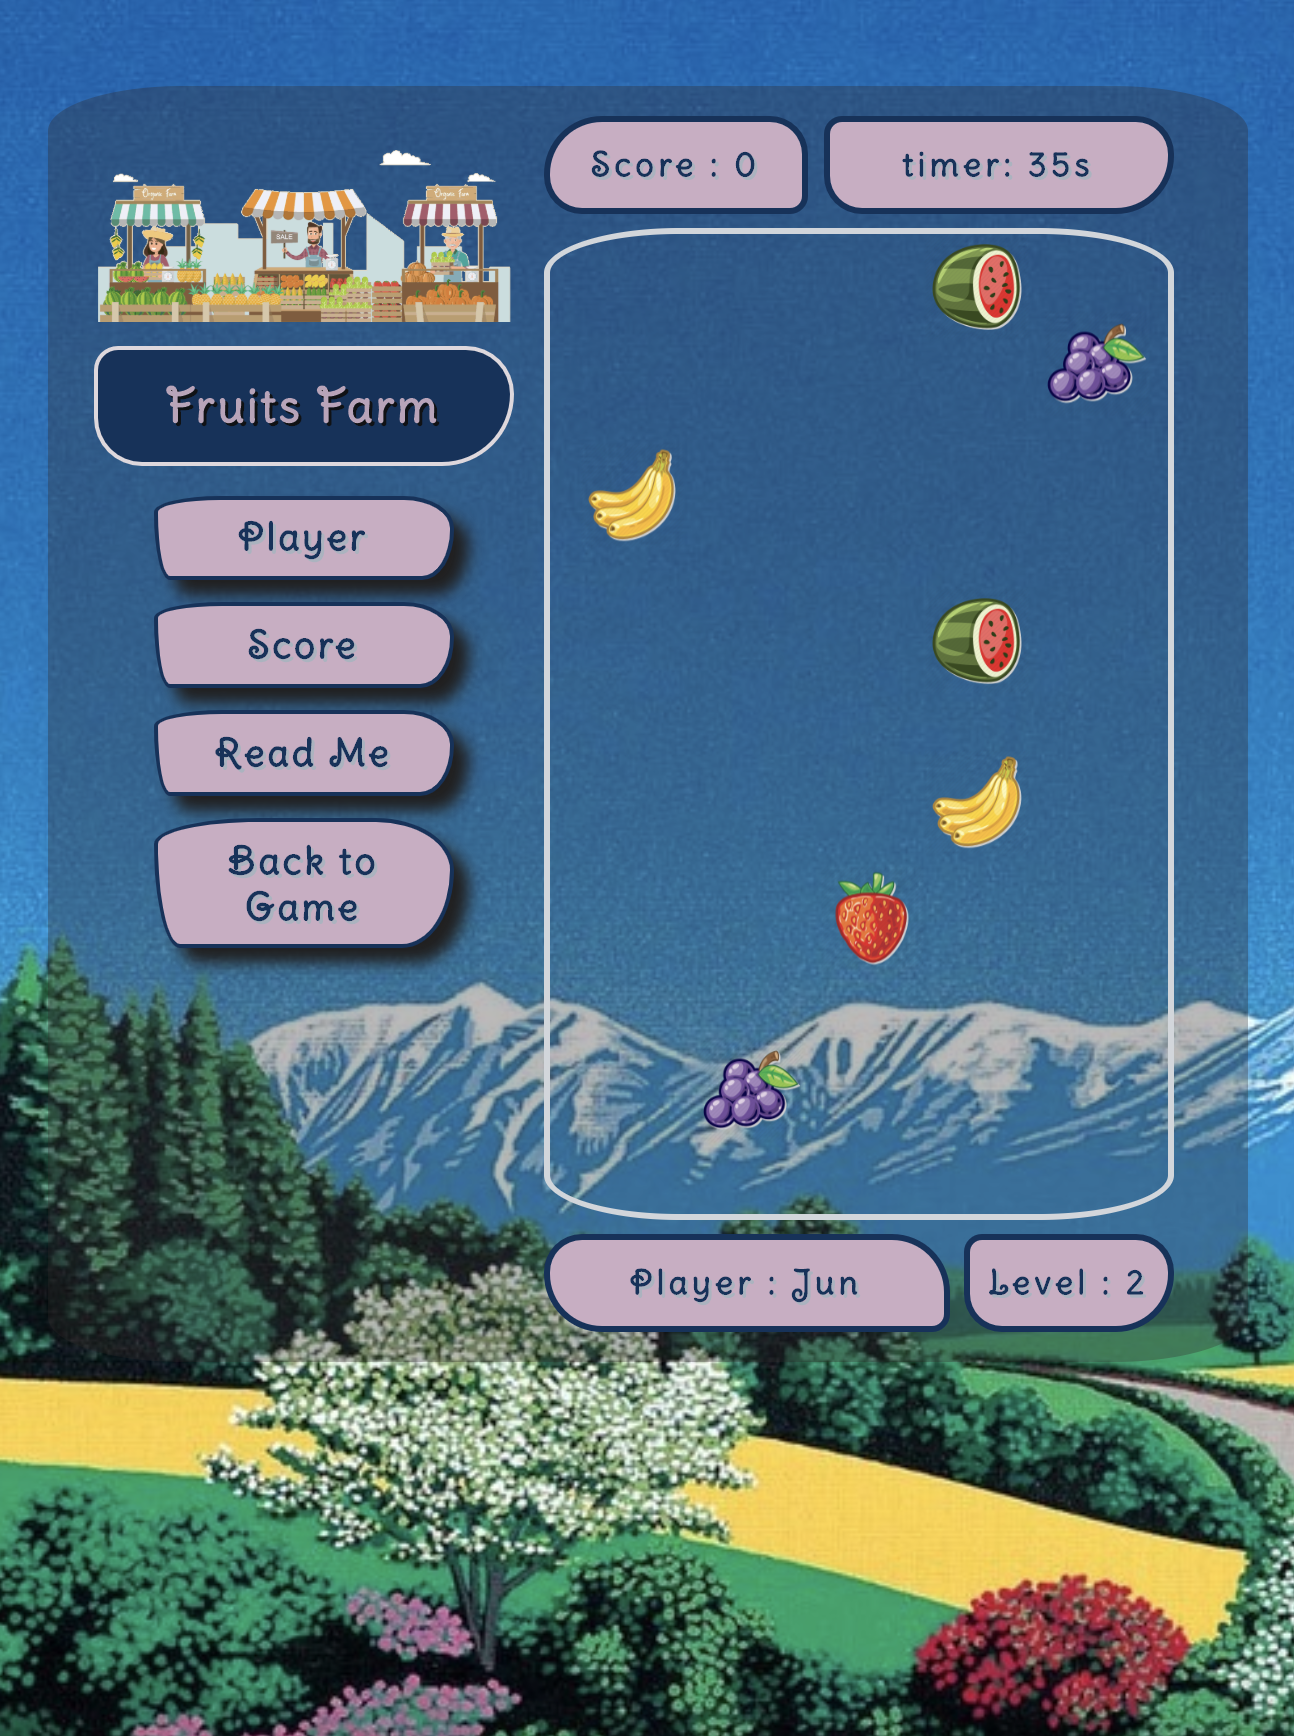 Score : 0
timer: 35s
Organic Farm
Organic Farm
SALE
Fruits Farm
Player
Score
Read Me
Back to
Game
Player : Jun
Level : 2